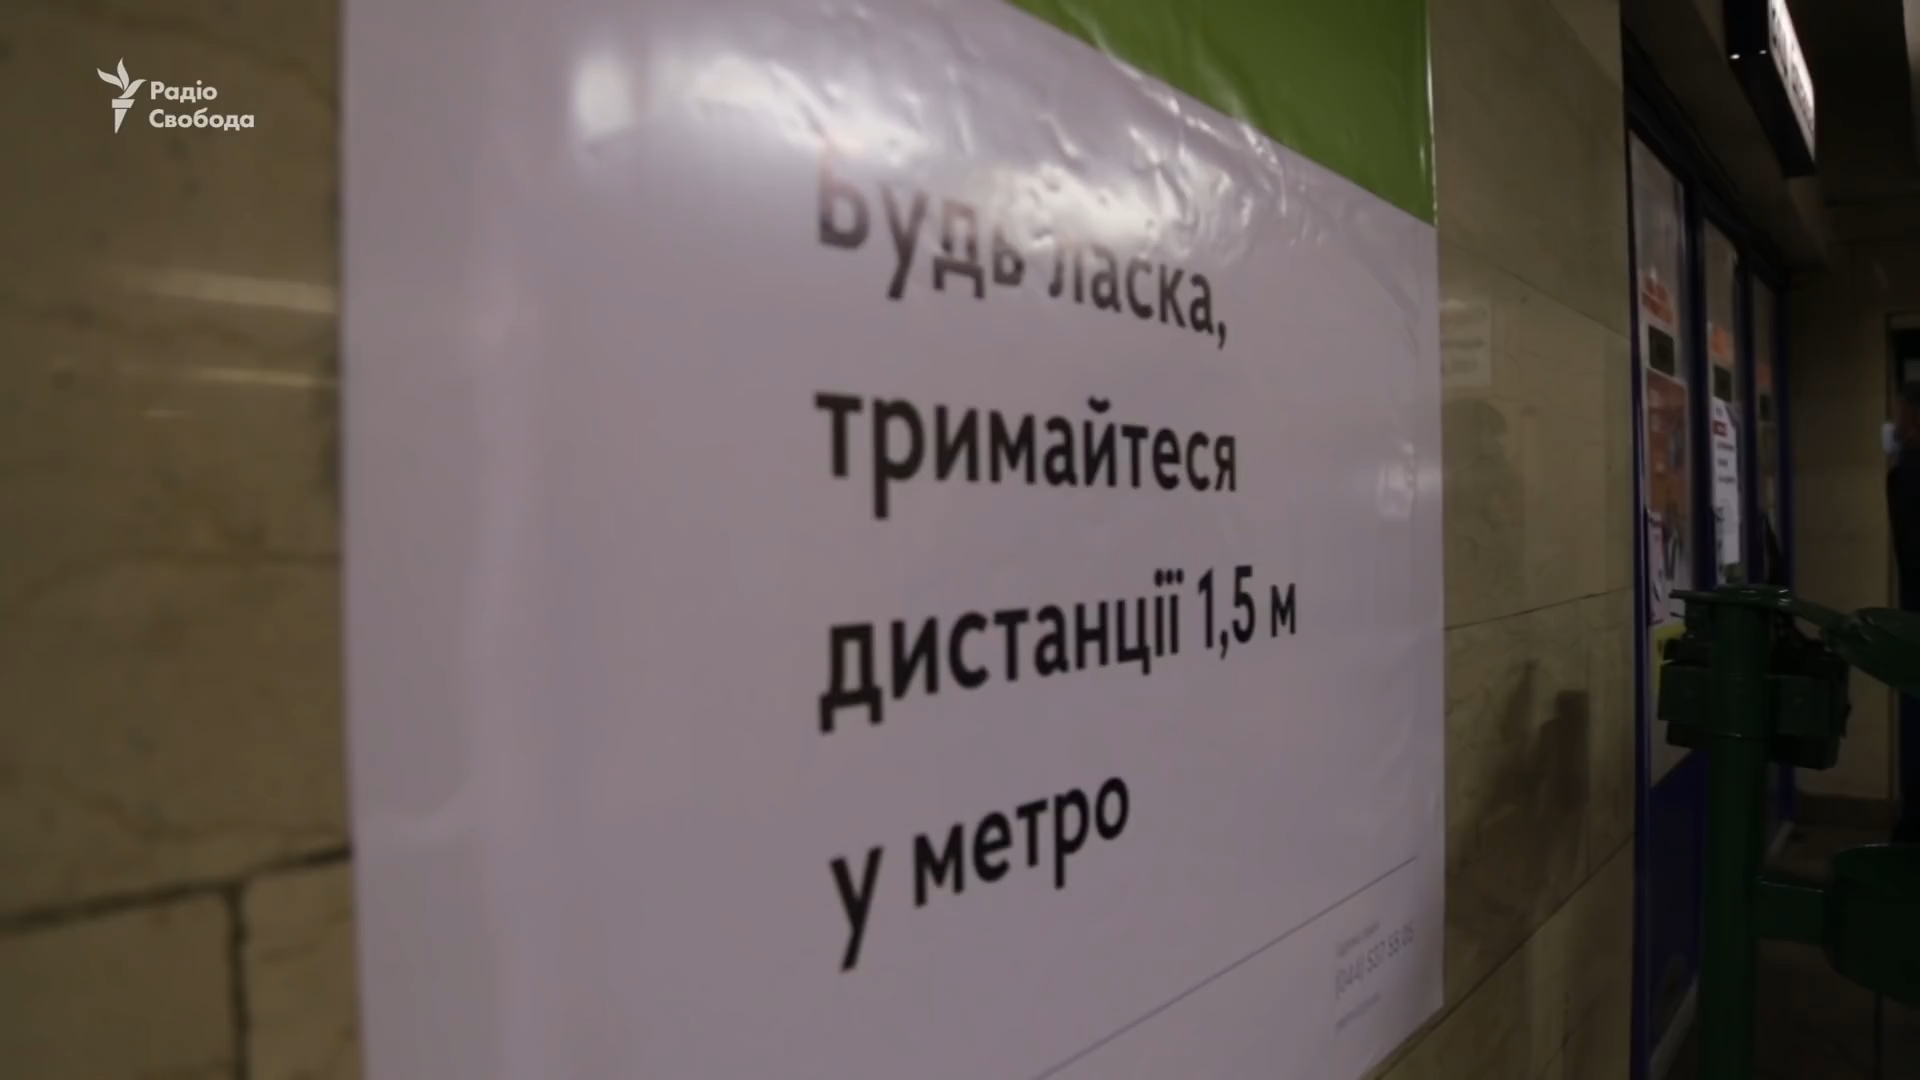 Радіо
Свобода
Будь ласка,
тримайтеся
дистанції 1,5 м
у метро